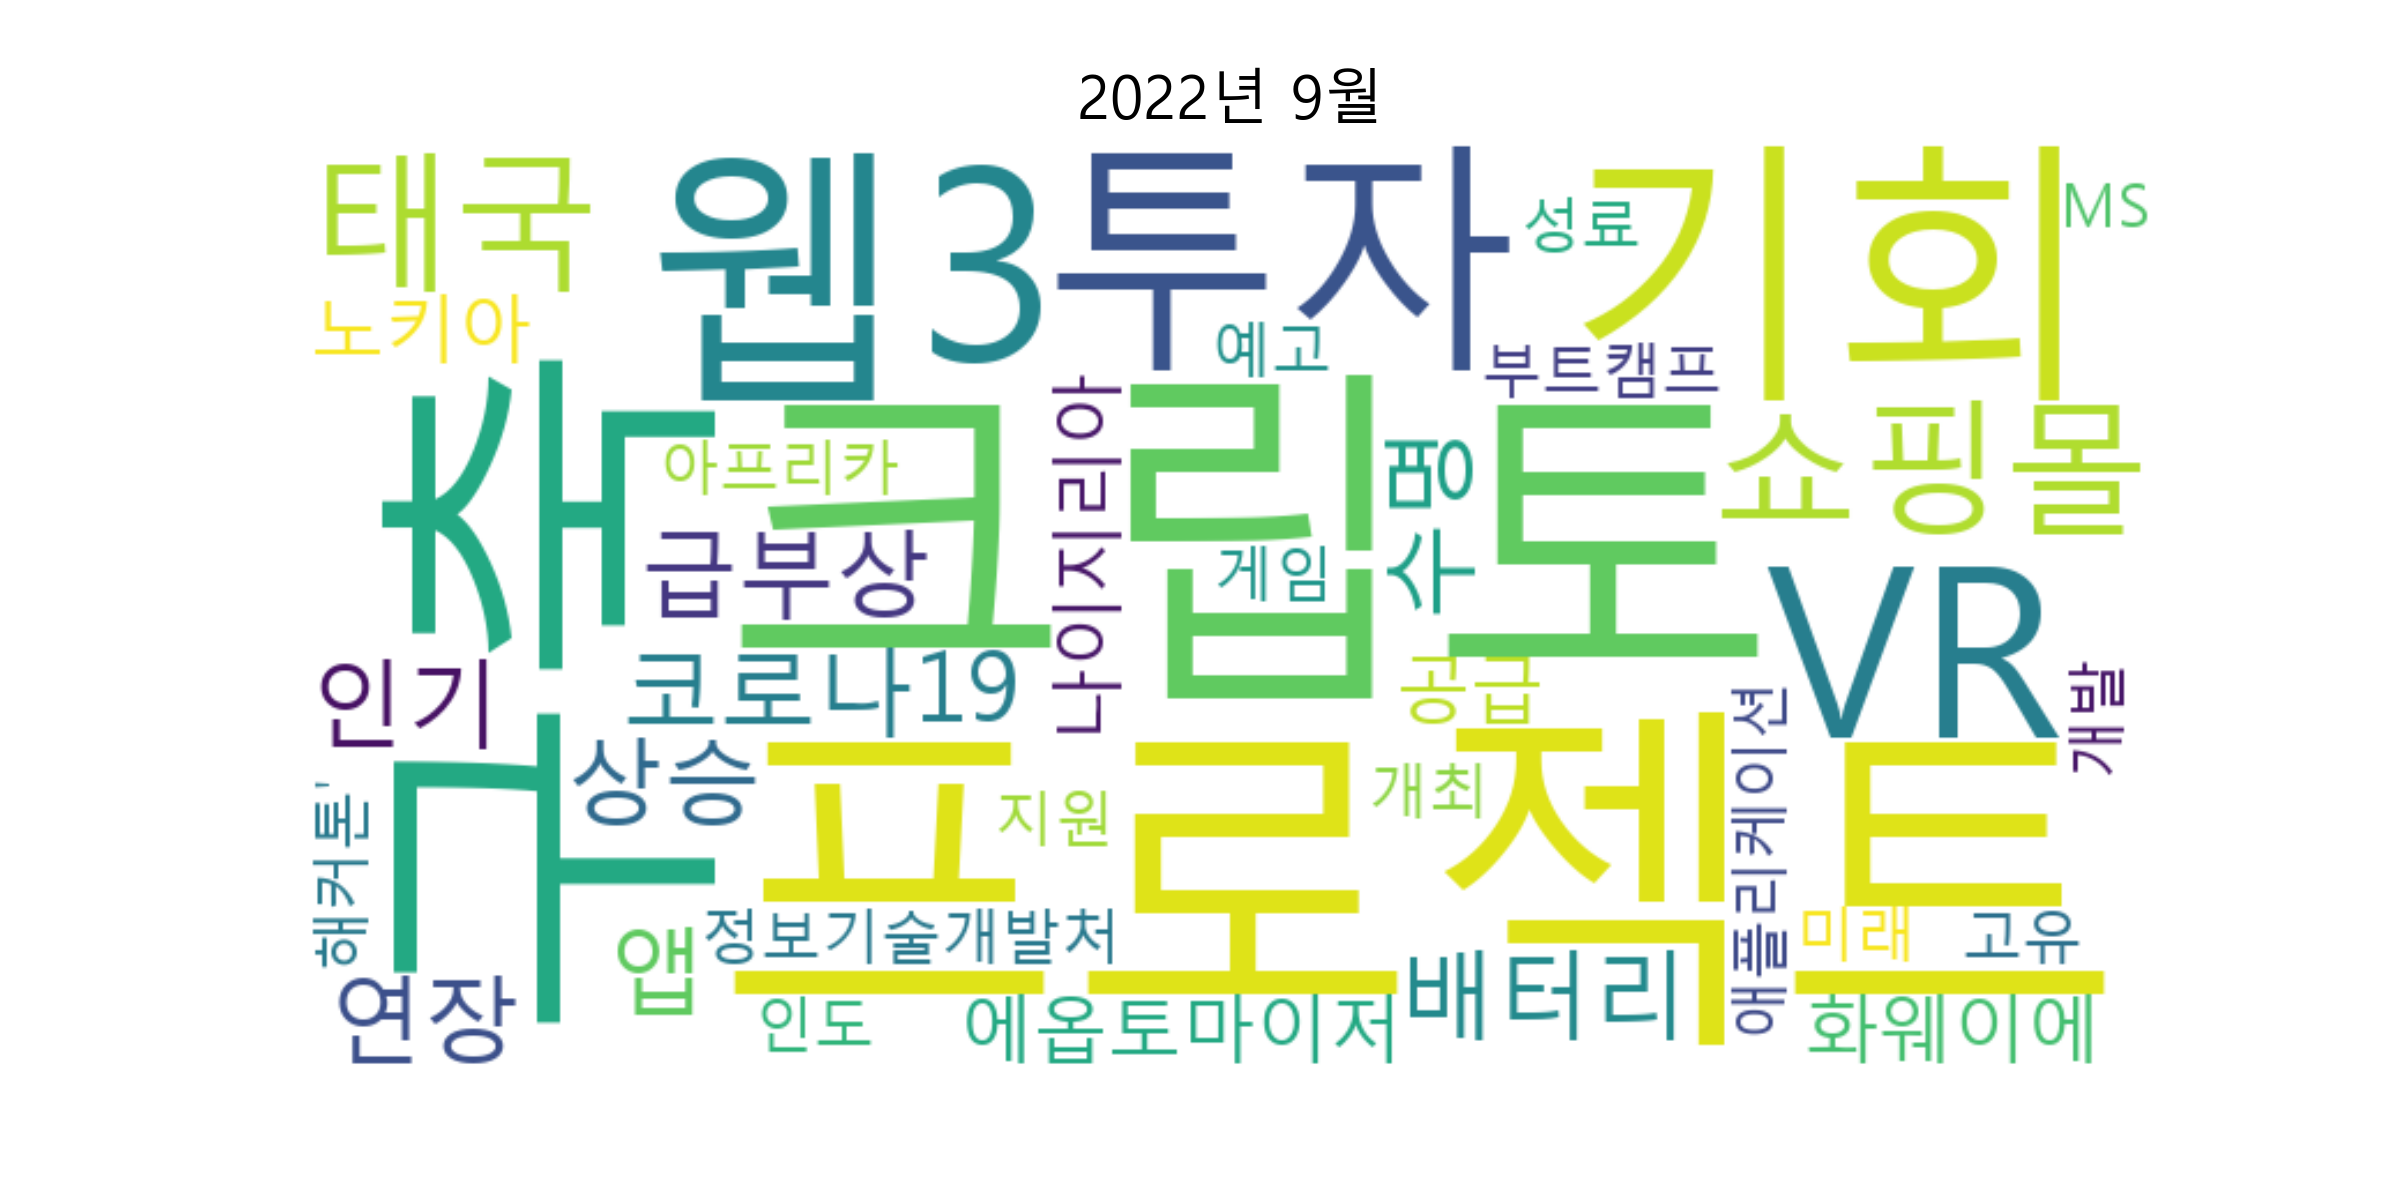 2022년 9월
태국
웹3
투자
기회
MS
성료
노키아
예고
부트캠프
축구
아프리카
크립토
나이지리아
수명
쇼핑몰
급부상
게임
VR
인기
코로나19
공급
개발
상승
프로젝트
지원
개최
애플리케이션
해커톤'
앱
정보기술개발처
미래
고유
연장
인도
에옵토마이저
배터리
화웨이에